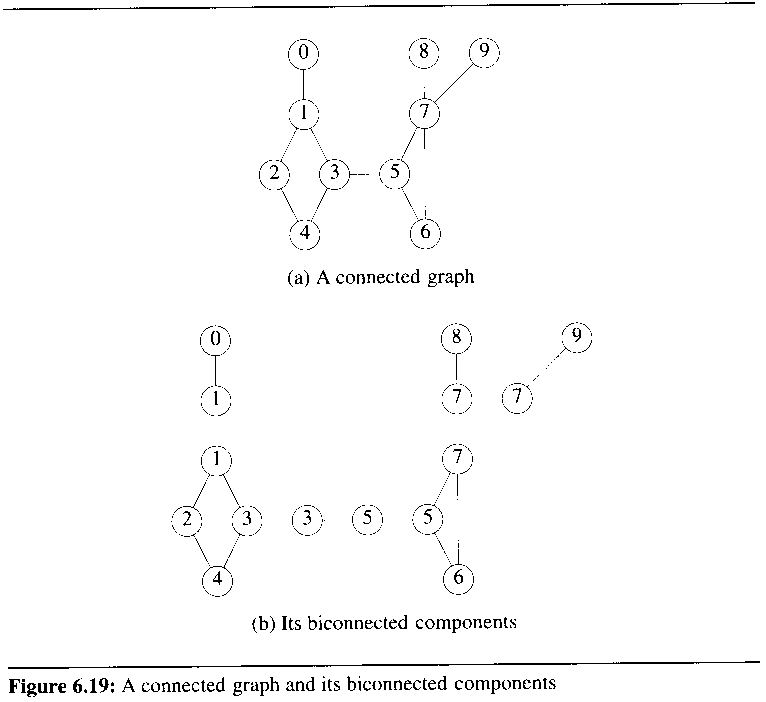 0 8 9
1 7
2 3 5
4 6
(a) A connected graph
0 8 9
1 7 7
1 7
2 3 3 5 5
4 6
(b) Its biconnected components
Figure 6.19: A connected graph and its biconnected components